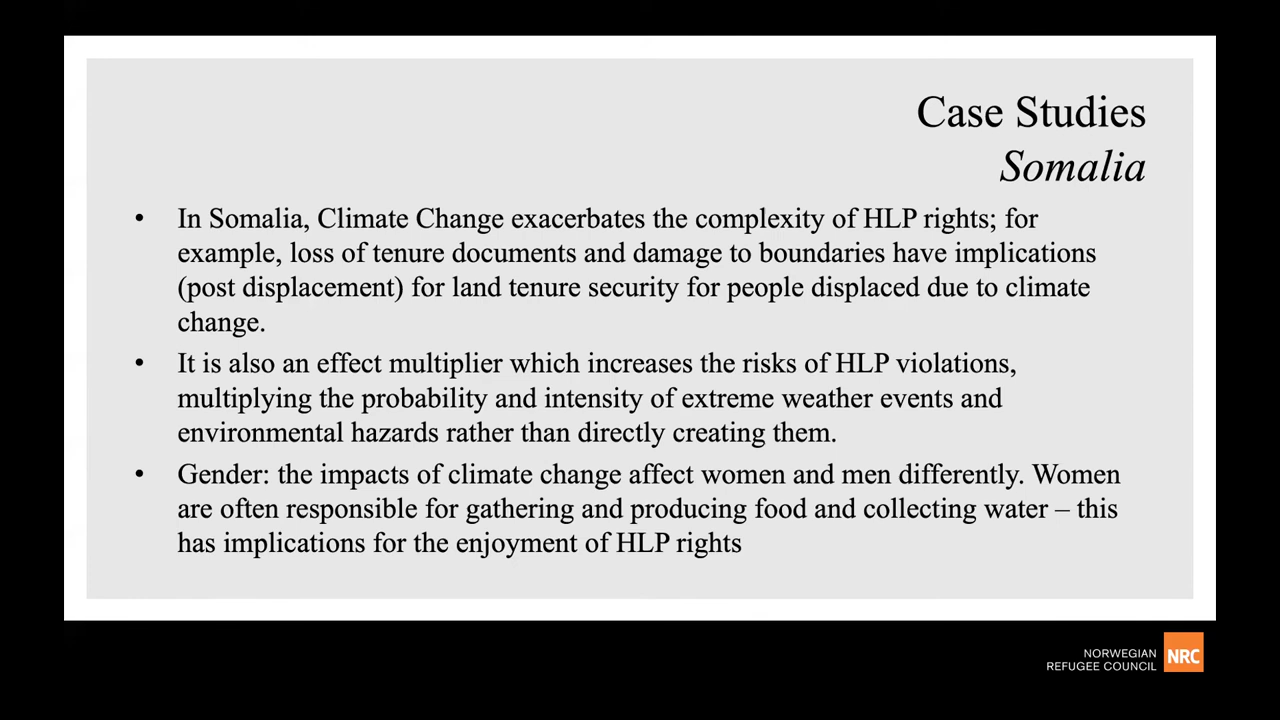 Case Studies
Somalia
• In Somalia, Climate Change exacerbates the complexity of HLP rights; for
example, loss of tenure documents and damage to boundaries have implications
(post displacement) for land tenure security for people displaced due to climate
change.
• It is also an effect multiplier which increases the risks of HLP violations,
multiplying the probability and intensity of extreme weather events and
environmental hazards rather than directly creating them.
• Gender: the impacts of climate change affect women and men differently. Women
are often responsible for gathering and producing food and collecting water – this
has implications for the enjoyment of HLP rights
NORWEGIAN
REFUGEE COUNCIL
NRC